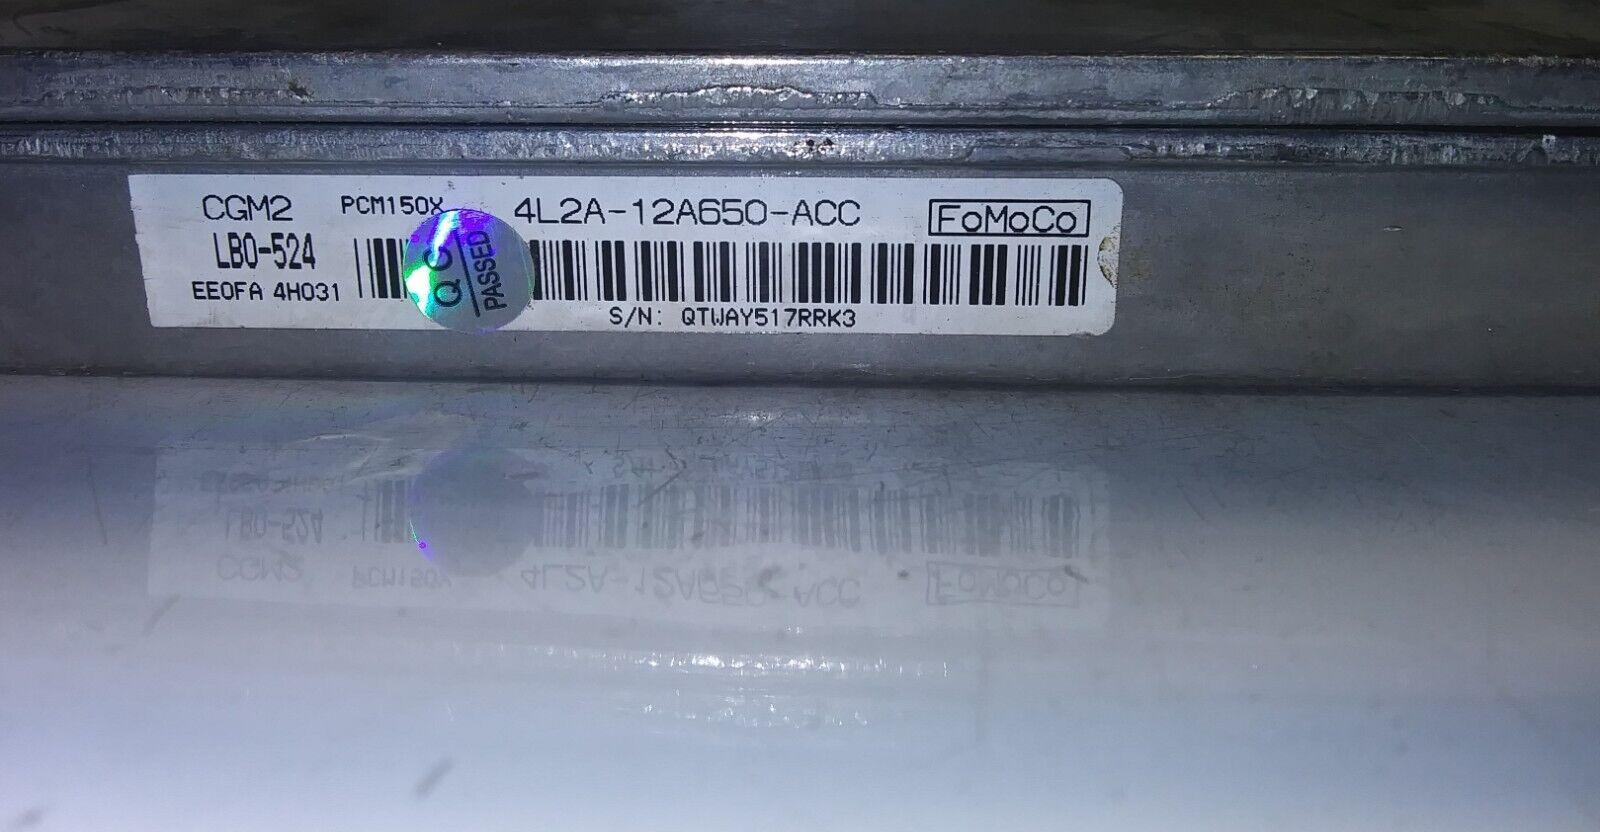 CGM2 PCM150X 4L2A-12A650-ACC FoMoCo
LB0-524
EE0FA 4H031
QC PASSED
S/N: QTWAY517RRK3